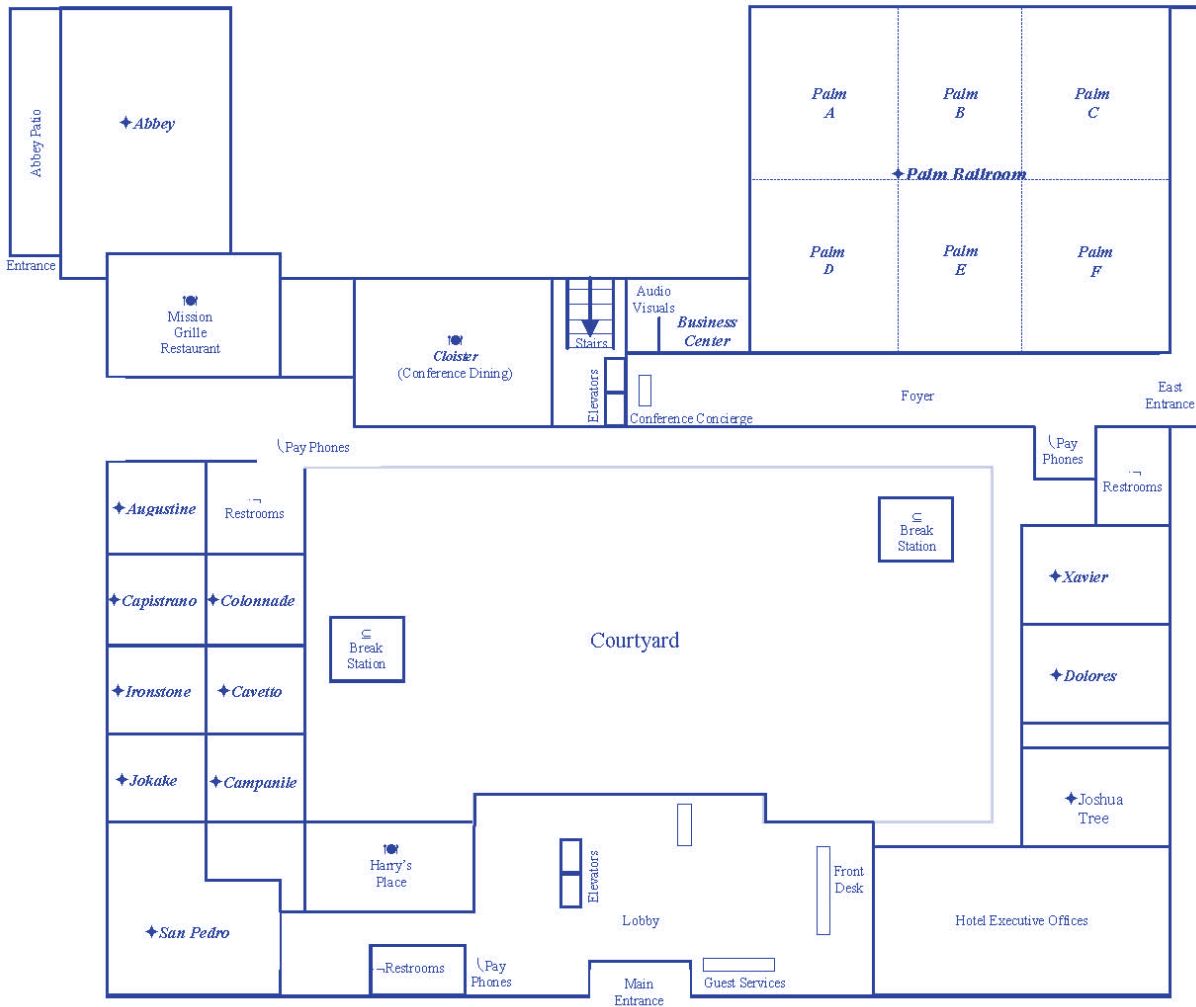 Abbey Patio
Abbey
Entrance
Palm
A
Palm
B
Palm
C
Palm Ballroom
Palm
D
Palm
E
Palm
F
Mission
Grille
Restaurant
Cloister
(Conference Dining)
Stairs
Elevators
Audio
Visuals
Business
Center
Conference Concierge
Foyer
East
Entrance
Pay Phones
Pay
Phones
Restrooms
Augustine
Restrooms
Capistrano
Colonnade
Ironstone
Cavetto
Jokake
Campanile
Break
Station
Courtyard
Break
Station
Xavier
Dolores
Joshua
Tree
Harry's
Place
San Pedro
Elevators
Lobby
Front
Desk
Hotel Executive Offices
Restrooms
Pay
Phones
Main
Entrance
Guest Services